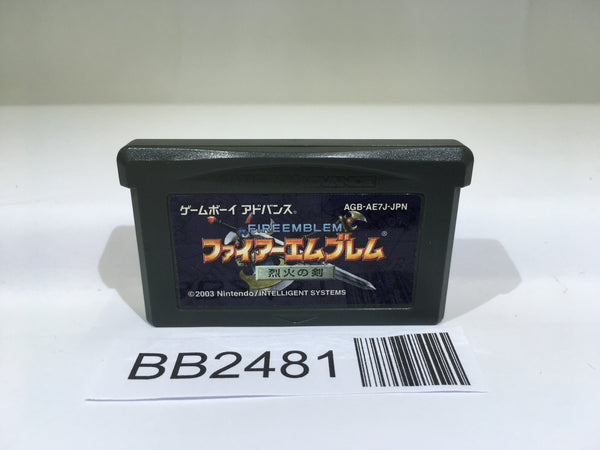 ゲームボーイ アドバンス® AGB-AE7J-JPN
FIREEMBLEM
ファイアーエムブレム®
烈火の剣
©2003 Nintendo/INTELLIGENT SYSTEMS
BB2481